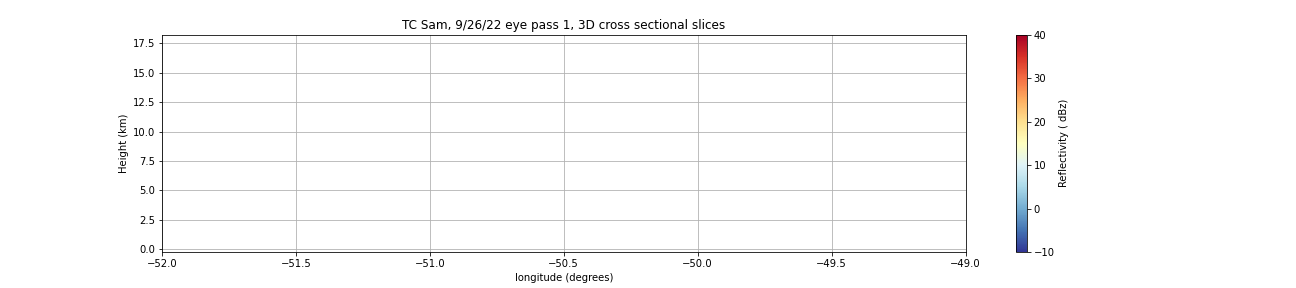 TC Sam, 9/26/22 eye pass 1, 3D cross sectional slices
17.5
15.0
12.5
10.0
7.5
5.0
2.5
0.0
Height (km)
−52.0 −51.5 −51.0 −50.5 −50.0 −49.5 −49.0
longitude (degrees)
40
30
20
10
0
−10
Reflectivity ( dBz)